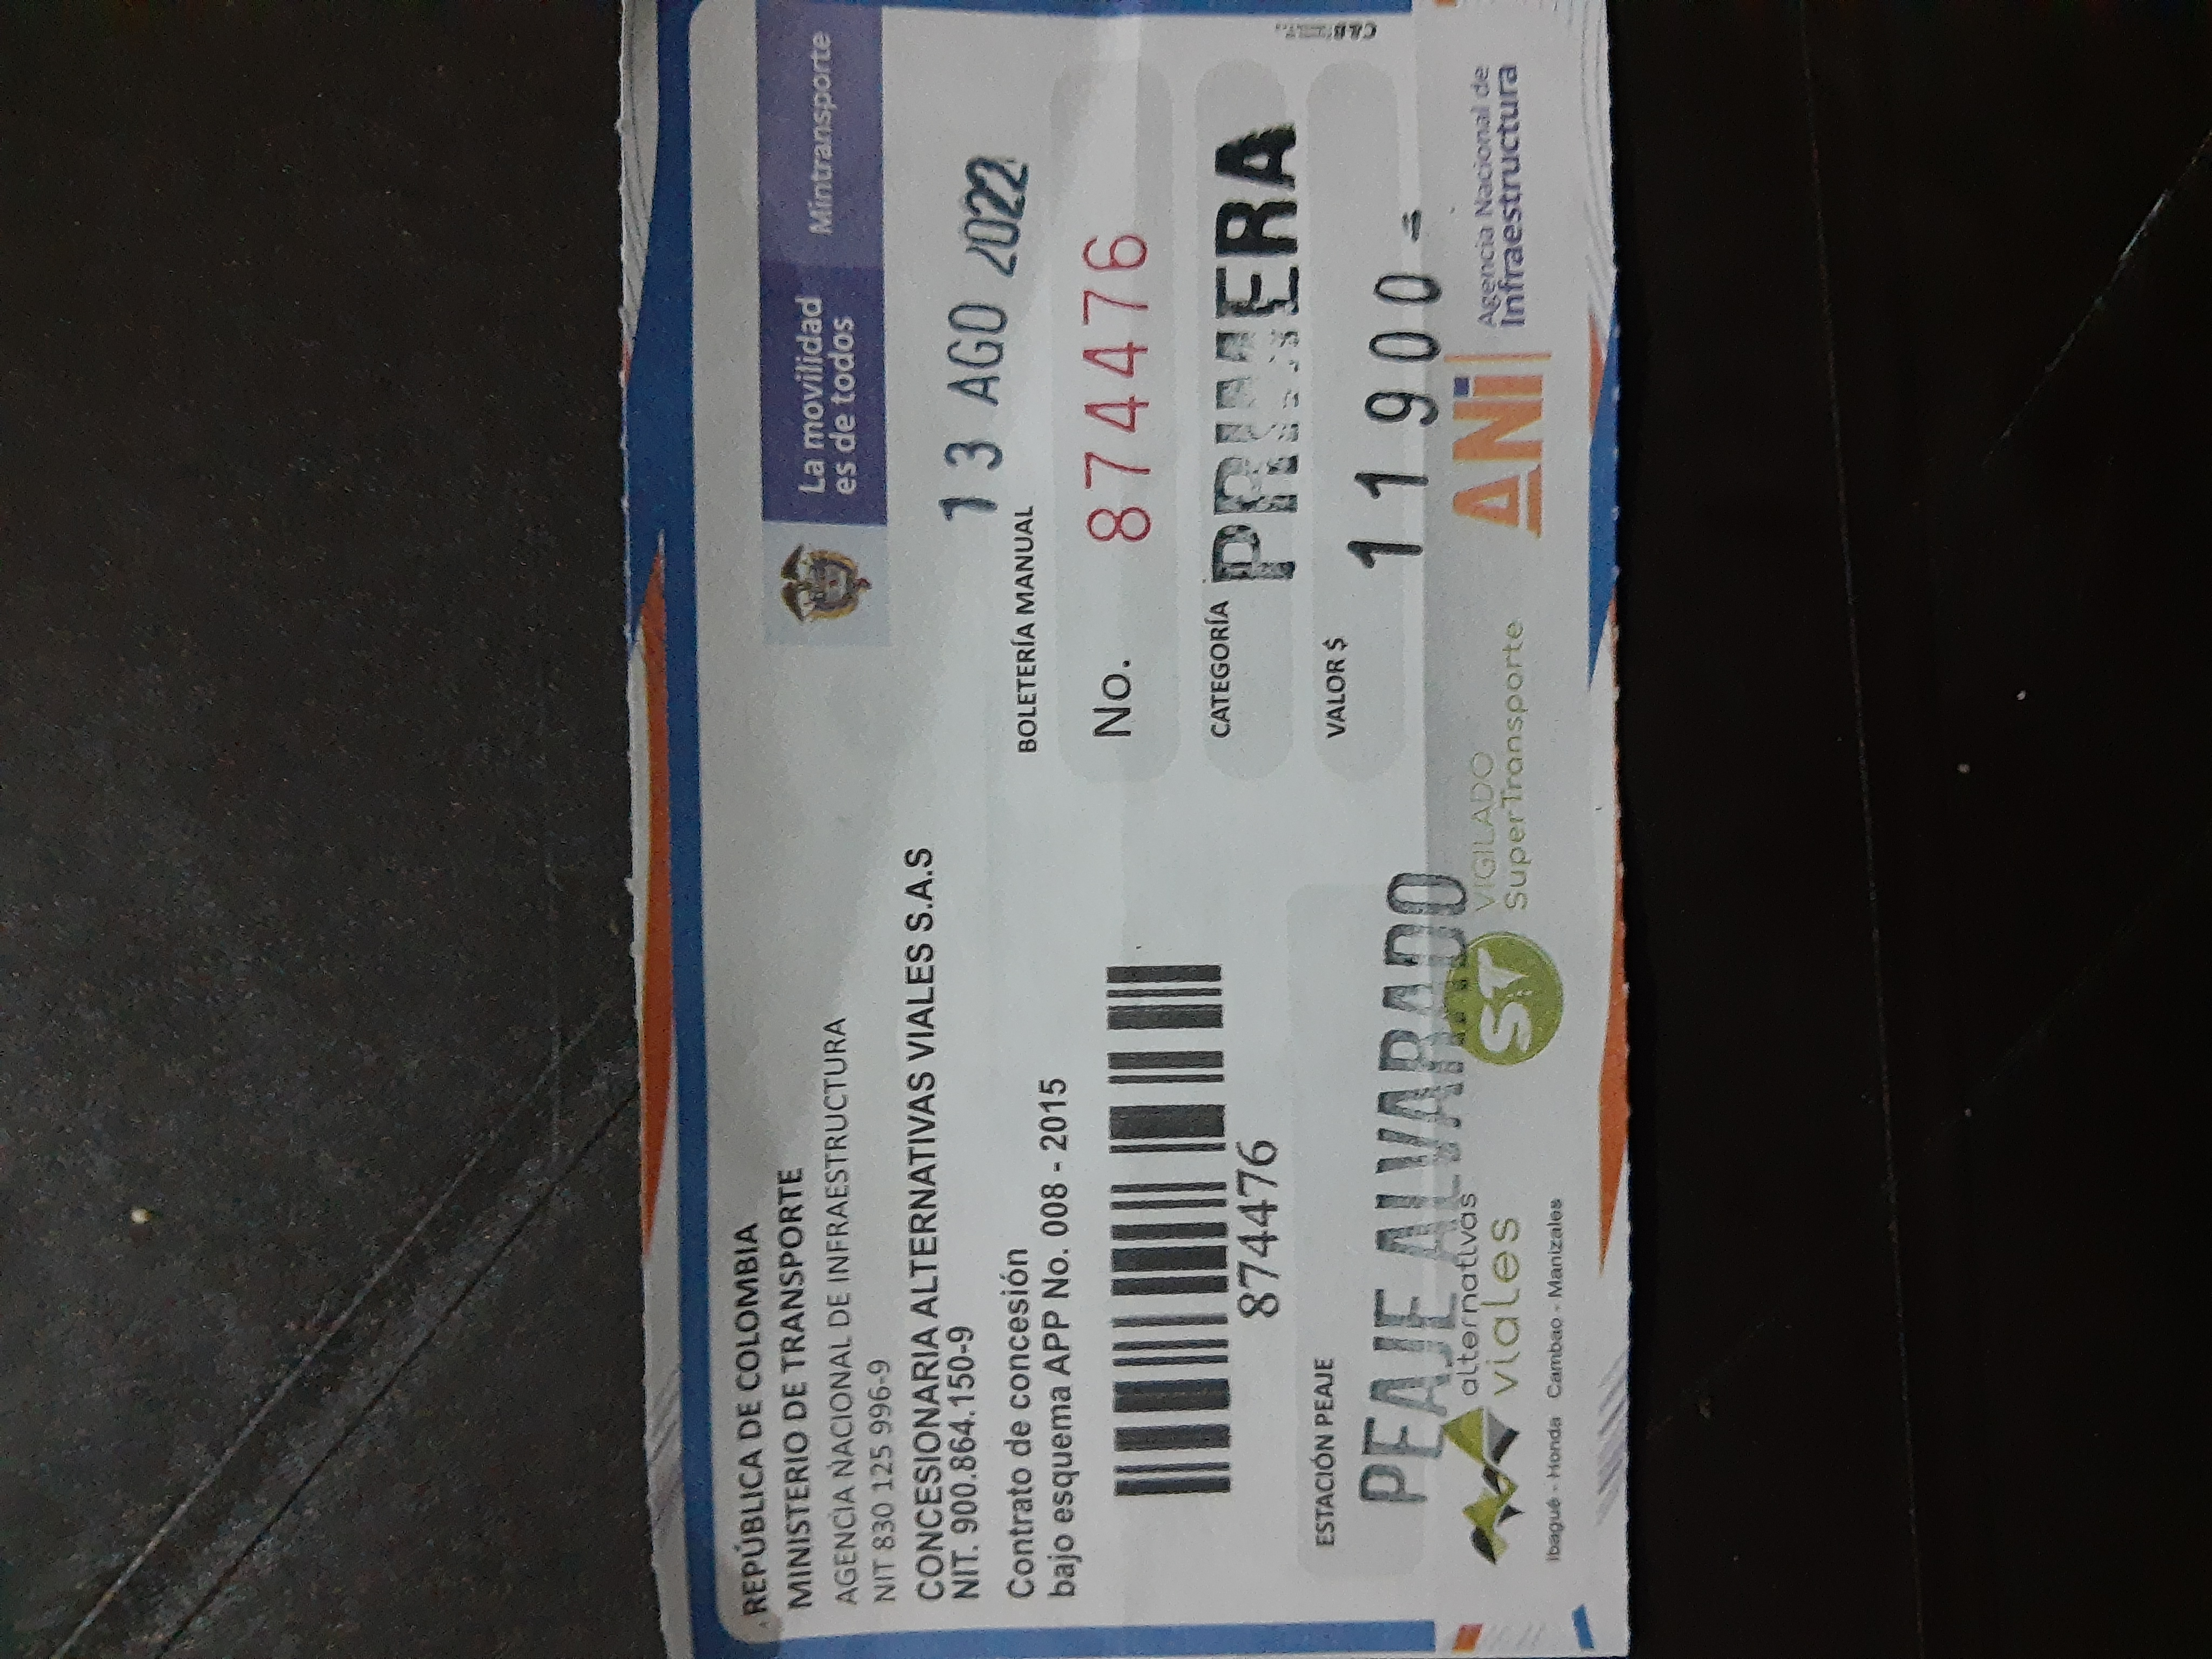 REPÚBLICA DE COLOMBIA
MINISTERIO DE TRANSPORTE
AGENCIA NACIONAL DE INFRAESTRUCTURA
NIT 830 125 996-9
CONCESIONARIA ALTERNATIVAS VIALES S.A.S
NIT. 900.864.150-9
Contrato de concesión
bajo esquema APP No. 008 - 2015
874476
ESTACIÓN PEAJE
PEAJE ALVARADO
La movilidad
es de todos
Mintransporte
13 AGO 2022
BOLETERÍA MANUAL
No. 874476
CATEGORÍA PRIMERA
VALOR $ 11900=
alternativas
viales
Ibagué - Honda Cambao - Manizales
SV
VIGILADO
SuperTransporte
ANi
Agencia Nacional de
Infraestructura
C&B